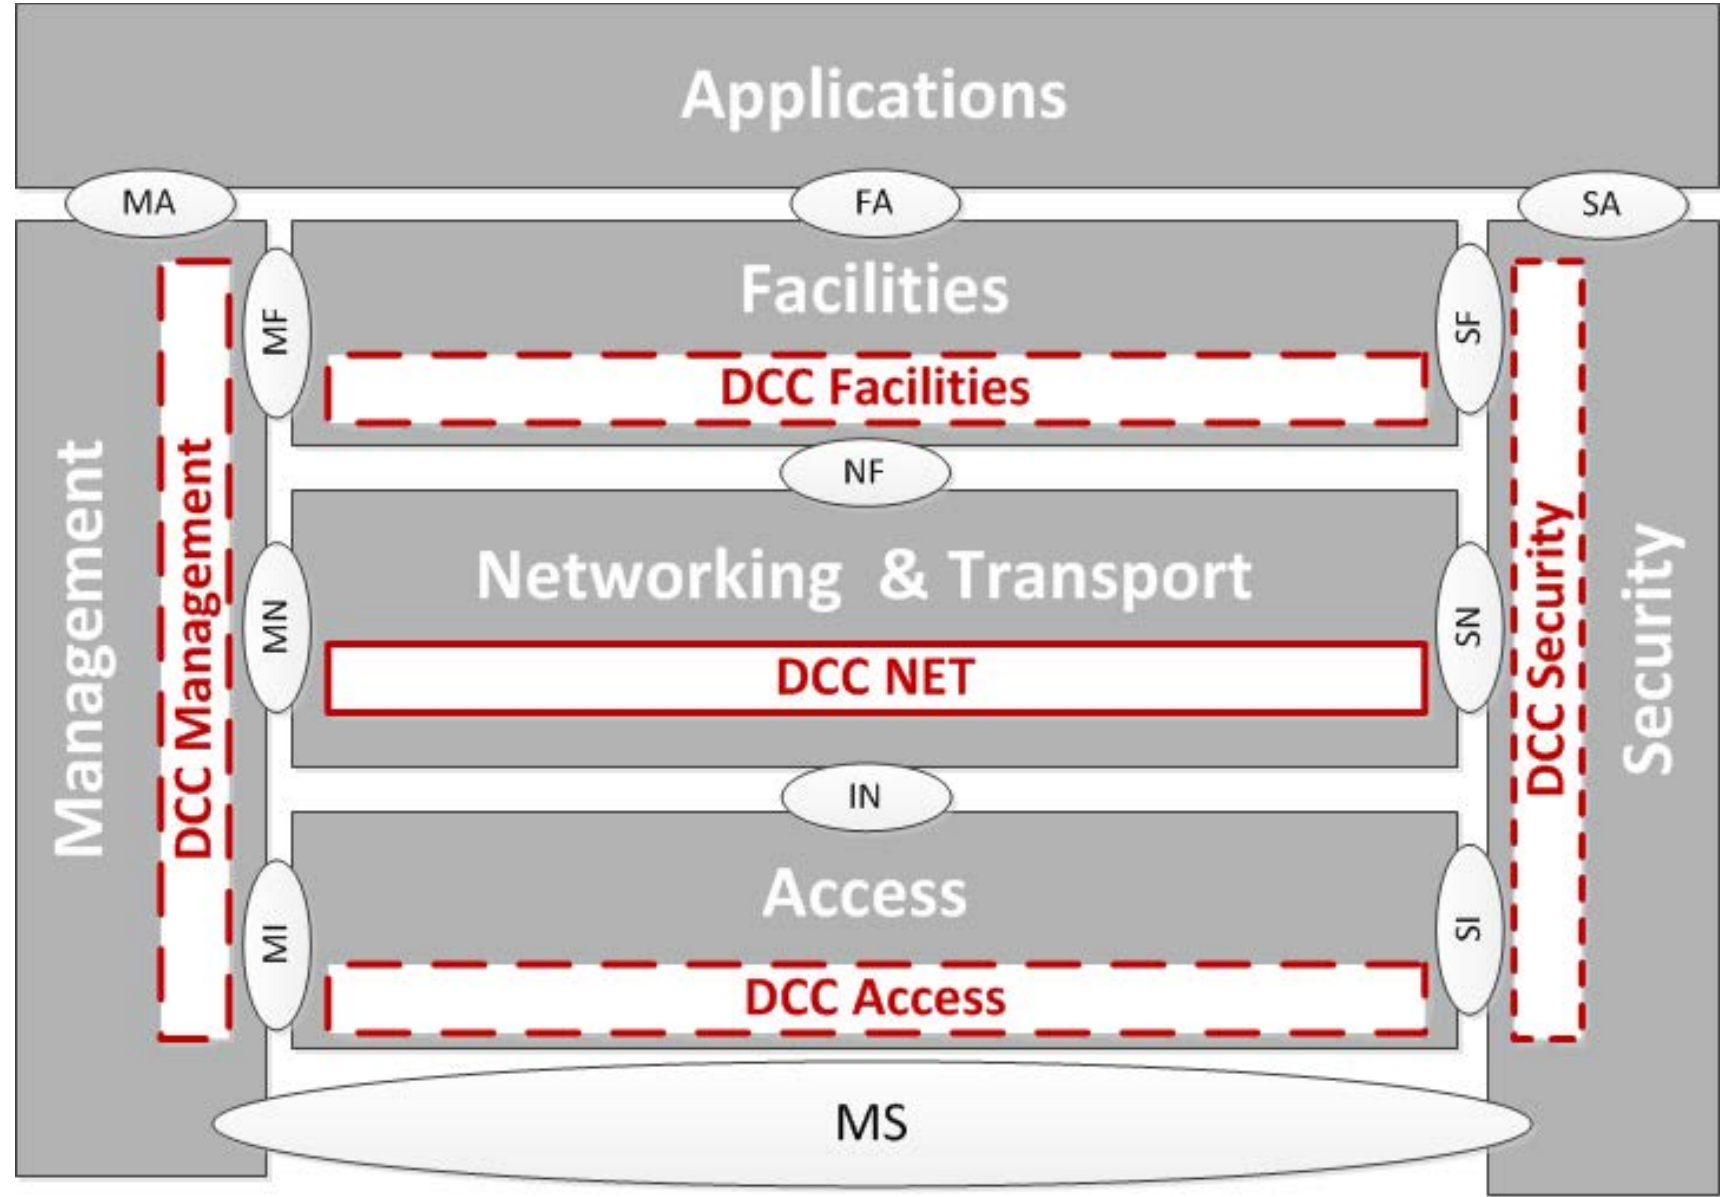 Applications
MA
FA
SA
Facilities
MF
SF
DCC Facilities
NF
Management
DCC Management
Networking & Transport
MN
SN
DCC NET
DCC Security
Security
IN
Access
MI
SI
DCC Access
MS